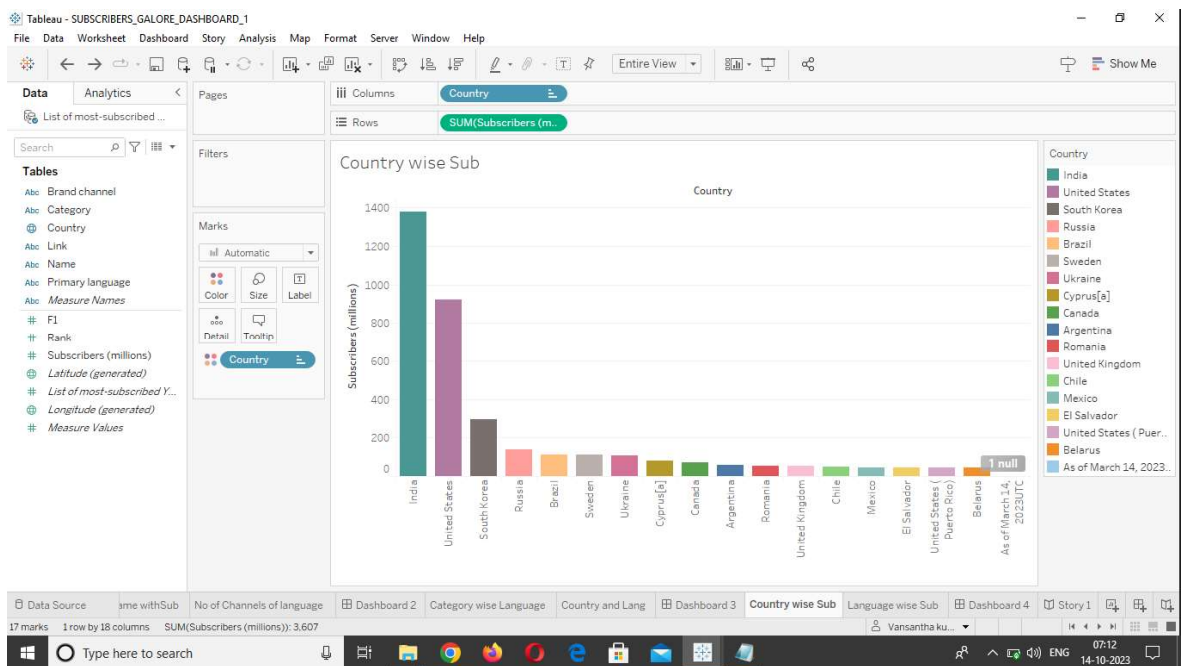 Tableau - SUBSCRIBERS_GALORE_DASHBOARD_1
File Data Worksheet Dashboard Story Analysis Map Format Server Window Help
Entire View
Show Me
Data Analytics
List of most-subscribed ...
Search
Tables
Abc Brand channel
Abc Category
Country
Abc Link
Abc Name
Abc Primary language
Abc Measure Names
# F1
# Rank
# Subscribers (millions)
Latitude (generated)
# List of most-subscribed Y...
Longitude (generated)
# Measure Values
Pages
Filters
Marks
Automatic
Color Size Label
Detail Tooltip
Country
iii Columns Country
Rows SUM(Subscribers (m..
Country wise Sub
Country
Subscribers (millions)
1400
1200
1000
800
600
400
200
0
1 null
India
United States
South Korea
Russia
Brazil
Sweden
Ukraine
Cyprus[a]
Canada
Argentina
Romania
United Kingdom
Chile
Mexico
El Salvador
United States (
Puerto Rico)
Belarus
As of March 14,
2023UTC
Country
India
United States
South Korea
Russia
Brazil
Sweden
Ukraine
Cyprus[a]
Canada
Argentina
Romania
United Kingdom
Chile
Mexico
El Salvador
United States ( Puer..
Belarus
As of March 14, 2023..
Data Source ame withSub No of Channels of language Dashboard 2 Category wise Language Country and Lang Dashboard 3 Country wise Sub Language wise Sub Dashboard 4 Story 1
17 marks 1 row by 18 columns SUM(Subscribers (millions)): 3,607 Vansantha ku...
Type here to search
ENG
07:12
14-10-2023